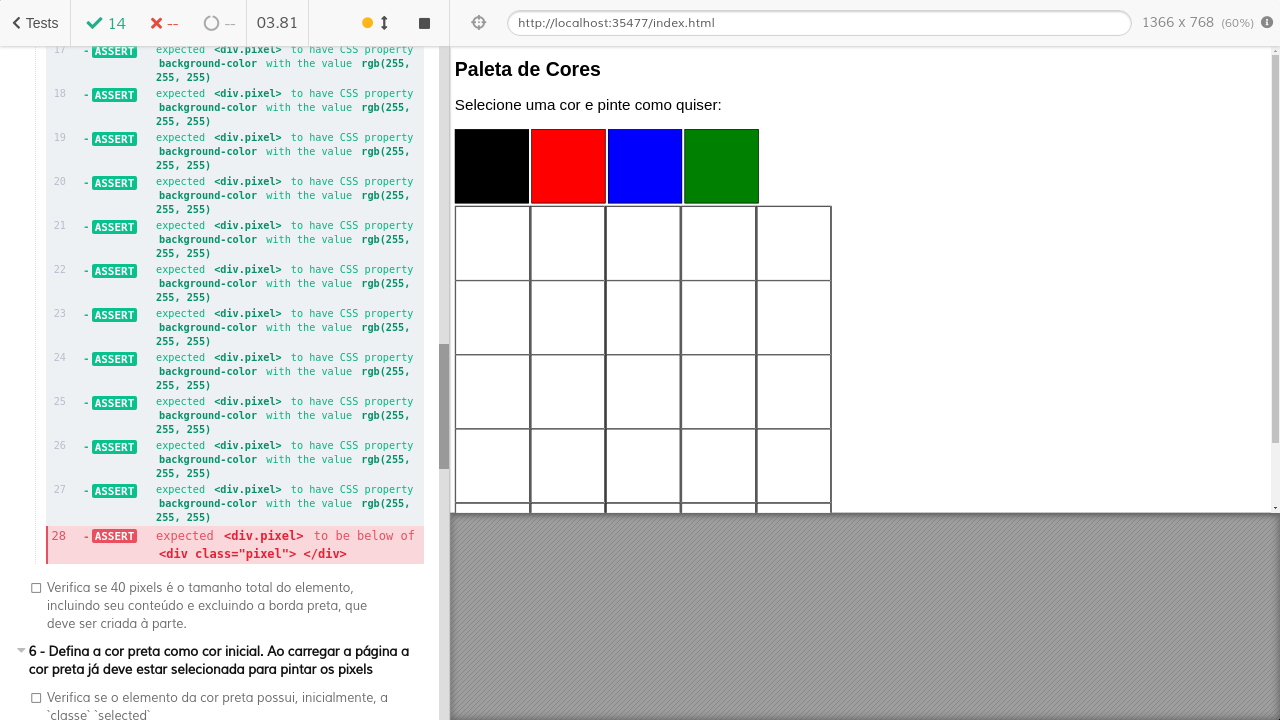 Tests
14
--
--
03.81
http://localhost:35477/index.html
1366 x 768 (60%)
17 - ASSERT expected <div.pixel> to have CSS property
background-color with the value rgb(255,
255, 255)
18 - ASSERT expected <div.pixel> to have CSS property
background-color with the value rgb(255,
255, 255)
19 - ASSERT expected <div.pixel> to have CSS property
background-color with the value rgb(255,
255, 255)
20 - ASSERT expected <div.pixel> to have CSS property
background-color with the value rgb(255,
255, 255)
21 - ASSERT expected <div.pixel> to have CSS property
background-color with the value rgb(255,
255, 255)
22 - ASSERT expected <div.pixel> to have CSS property
background-color with the value rgb(255,
255, 255)
23 - ASSERT expected <div.pixel> to have CSS property
background-color with the value rgb(255,
255, 255)
24 - ASSERT expected <div.pixel> to have CSS property
background-color with the value rgb(255,
255, 255)
25 - ASSERT expected <div.pixel> to have CSS property
background-color with the value rgb(255,
255, 255)
26 - ASSERT expected <div.pixel> to have CSS property
background-color with the value rgb(255,
255, 255)
27 - ASSERT expected <div.pixel> to have CSS property
background-color with the value rgb(255,
255, 255)
28 - ASSERT expected <div.pixel> to be below of
<div class="pixel"> </div>
Verifica se 40 pixels é o tamanho total do elemento,
incluindo seu conteúdo e excluindo a borda preta, que
deve ser criada à parte.
6 - Defina a cor preta como cor inicial. Ao carregar a página a
cor preta já deve estar selecionada para pintar os pixels
Verifica se o elemento da cor preta possui, inicialmente, a
`classe` `selected`
Paleta de Cores
Selecione uma cor e pinte como quiser: